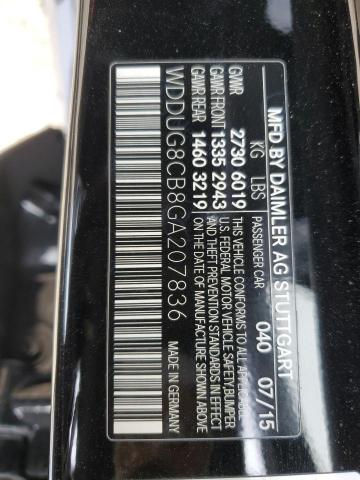 MFD BY DAIMLER AG STUTTGART
KG LBS PASSENGER CAR 040 07/15
GVWR 2730 6019 THIS VEHICLE CONFORMS TO ALL APPLICABLE
GAWR FRONT 1335 2943 U.S. FEDERAL MOTOR VEHICLE SAFETY,BUMPER
GAWR REAR 1460 3219 AND THEFT PREVENTION STANDARDS IN EFFECT
ON THE DATE OF MANUFACTURE SHOWN ABOVE
WDDUG8CB8GA207836 MADE IN GERMANY